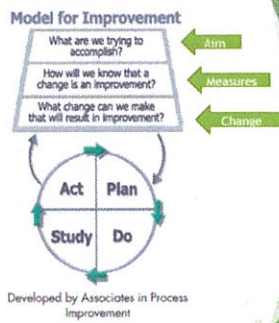 Model for Improvement
What are we trying to
accomplish?
Aim
How will we know that a
change is an improvement?
Measures
What change can we make
that will result in improvement?
Change
Act
Plan
Study
Do
Developed by Associates in Process
Improvement